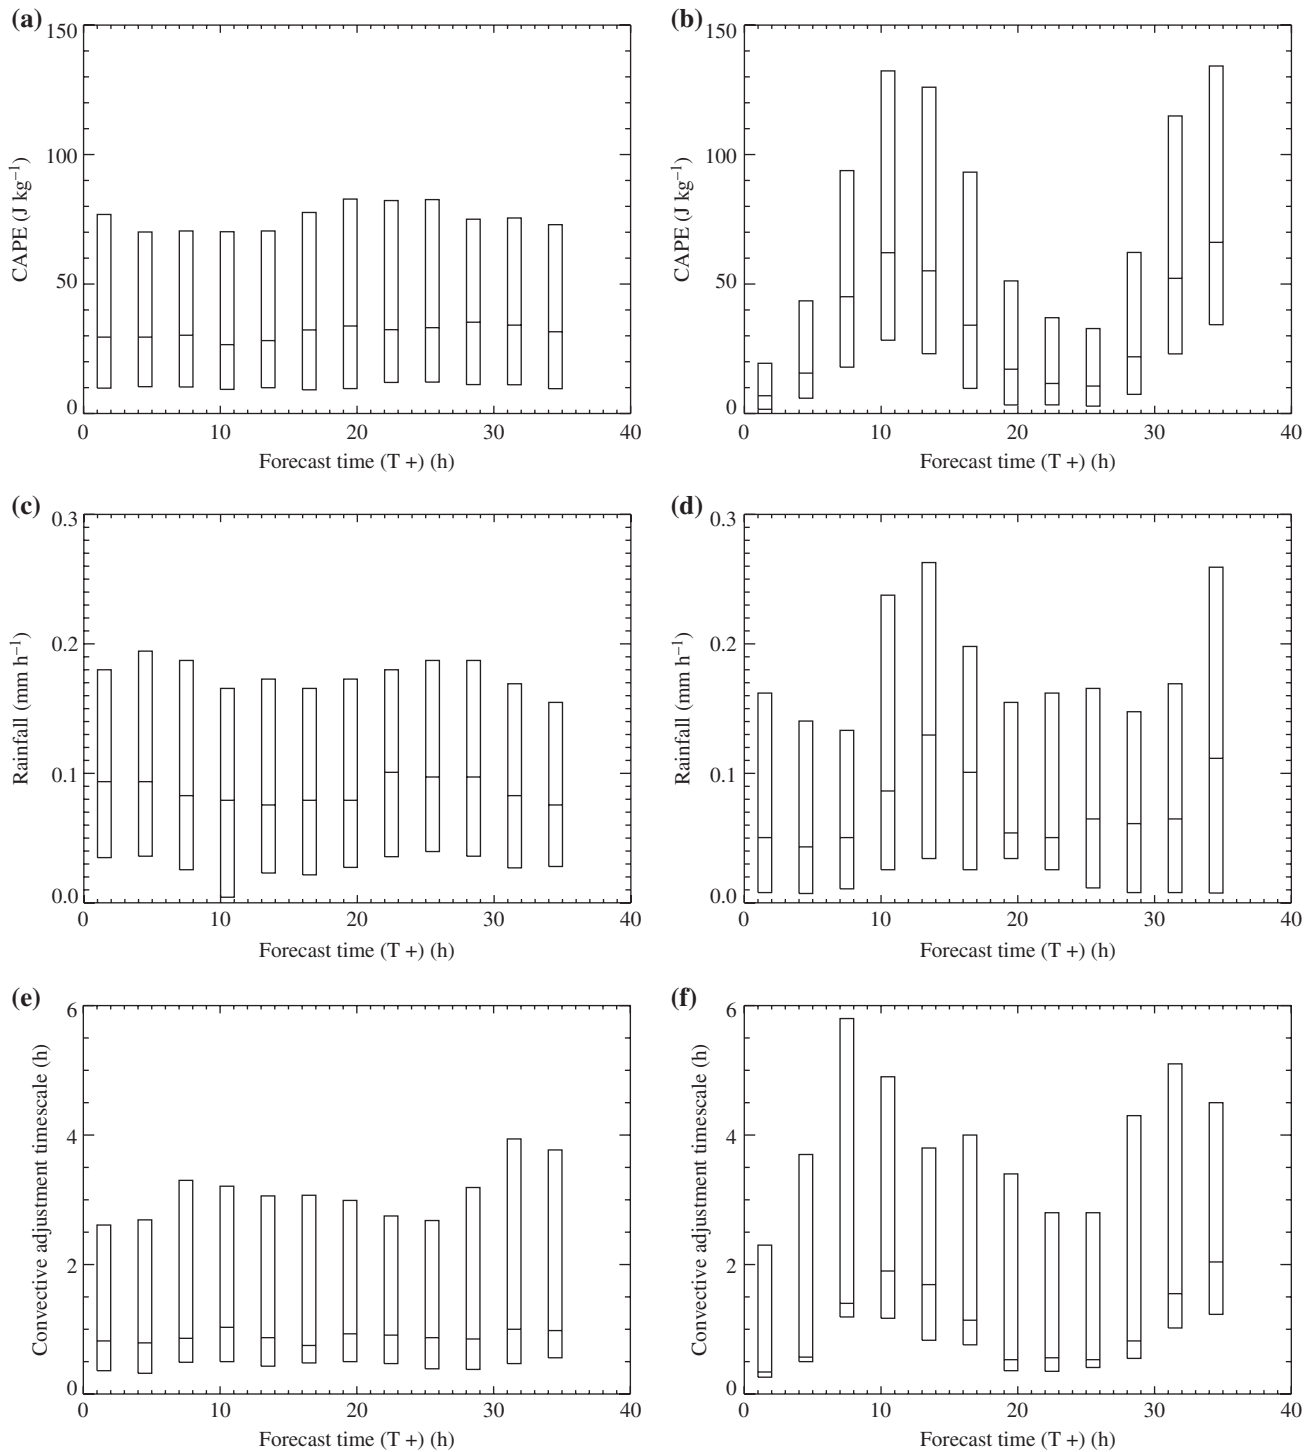 (a)
150
100
50
0
CAPE (J kg⁻¹)
0 10 20 30 40
Forecast time (T +) (h)
(b)
150
100
50
0
CAPE (J kg⁻¹)
0 10 20 30 40
Forecast time (T +) (h)
(c)
0.3
0.2
0.1
0.0
Rainfall (mm h⁻¹)
0 10 20 30 40
Forecast time (T +) (h)
(d)
0.3
0.2
0.1
0.0
Rainfall (mm h⁻¹)
0 10 20 30 40
Forecast time (T +) (h)
(e)
6
4
2
0
Convective adjustment timescale (h)
0 10 20 30 40
Forecast time (T +) (h)
(f)
6
4
2
0
Convective adjustment timescale (h)
0 10 20 30 40
Forecast time (T +) (h)